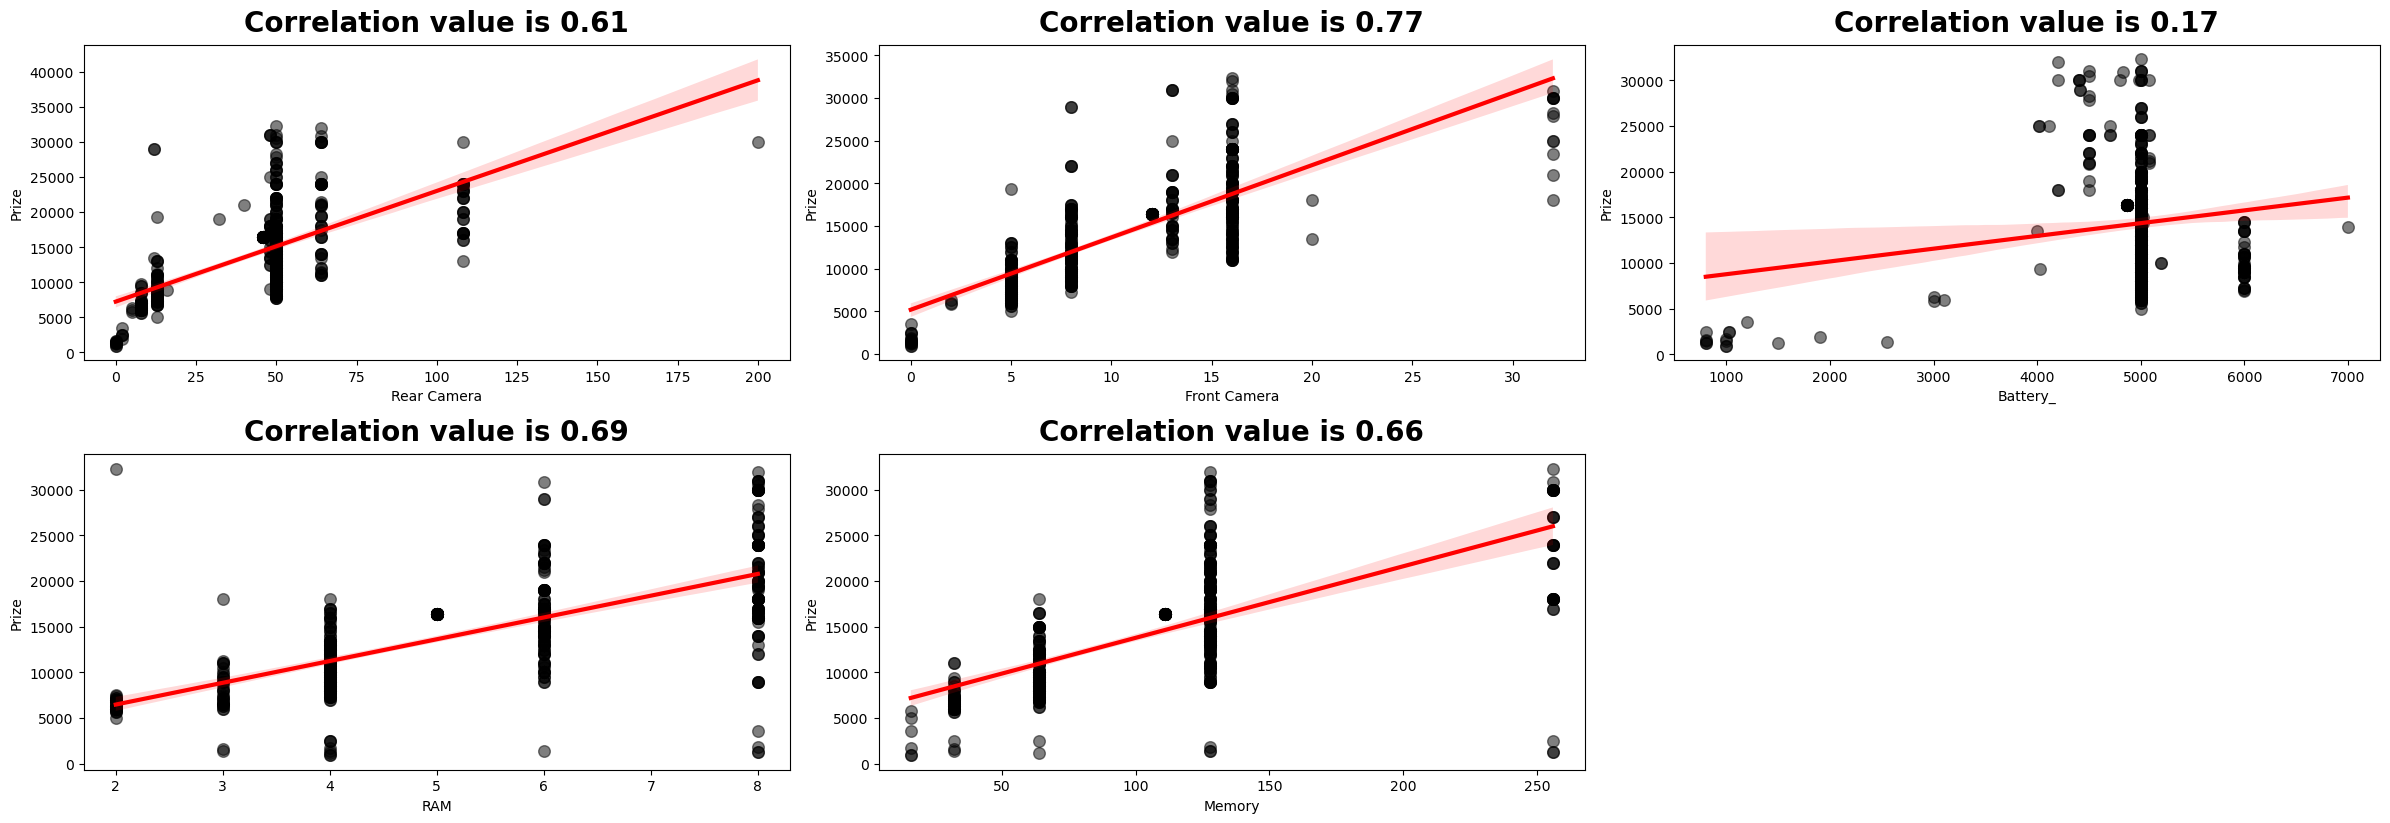 Correlation value is 0.61
40000
35000
30000
25000
20000
15000
10000
5000
0
Prize
0 25 50 75 100 125 150 175 200
Rear Camera
Correlation value is 0.77
35000
30000
25000
20000
15000
10000
5000
0
Prize
0 5 10 15 20 25 30
Front Camera
Correlation value is 0.17
30000
25000
20000
15000
10000
5000
0
Prize
1000 2000 3000 4000 5000 6000 7000
Battery_
Correlation value is 0.69
30000
25000
20000
15000
10000
5000
0
Prize
2 3 4 5 6 7 8
RAM
Correlation value is 0.66
30000
25000
20000
15000
10000
5000
0
Prize
50 100 150 200 250
Memory